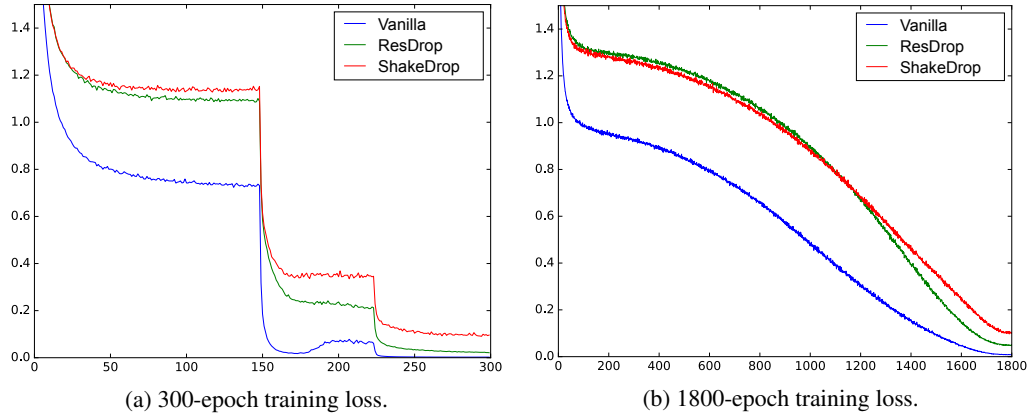 1.4
1.2
1.0
0.8
0.6
0.4
0.2
0.0
0 50 100 150 200 250 300
Vanilla
ResDrop
ShakeDrop
(a) 300-epoch training loss.
1.4
1.2
1.0
0.8
0.6
0.4
0.2
0.0
0 200 400 600 800 1000 1200 1400 1600 1800
Vanilla
ResDrop
ShakeDrop
(b) 1800-epoch training loss.